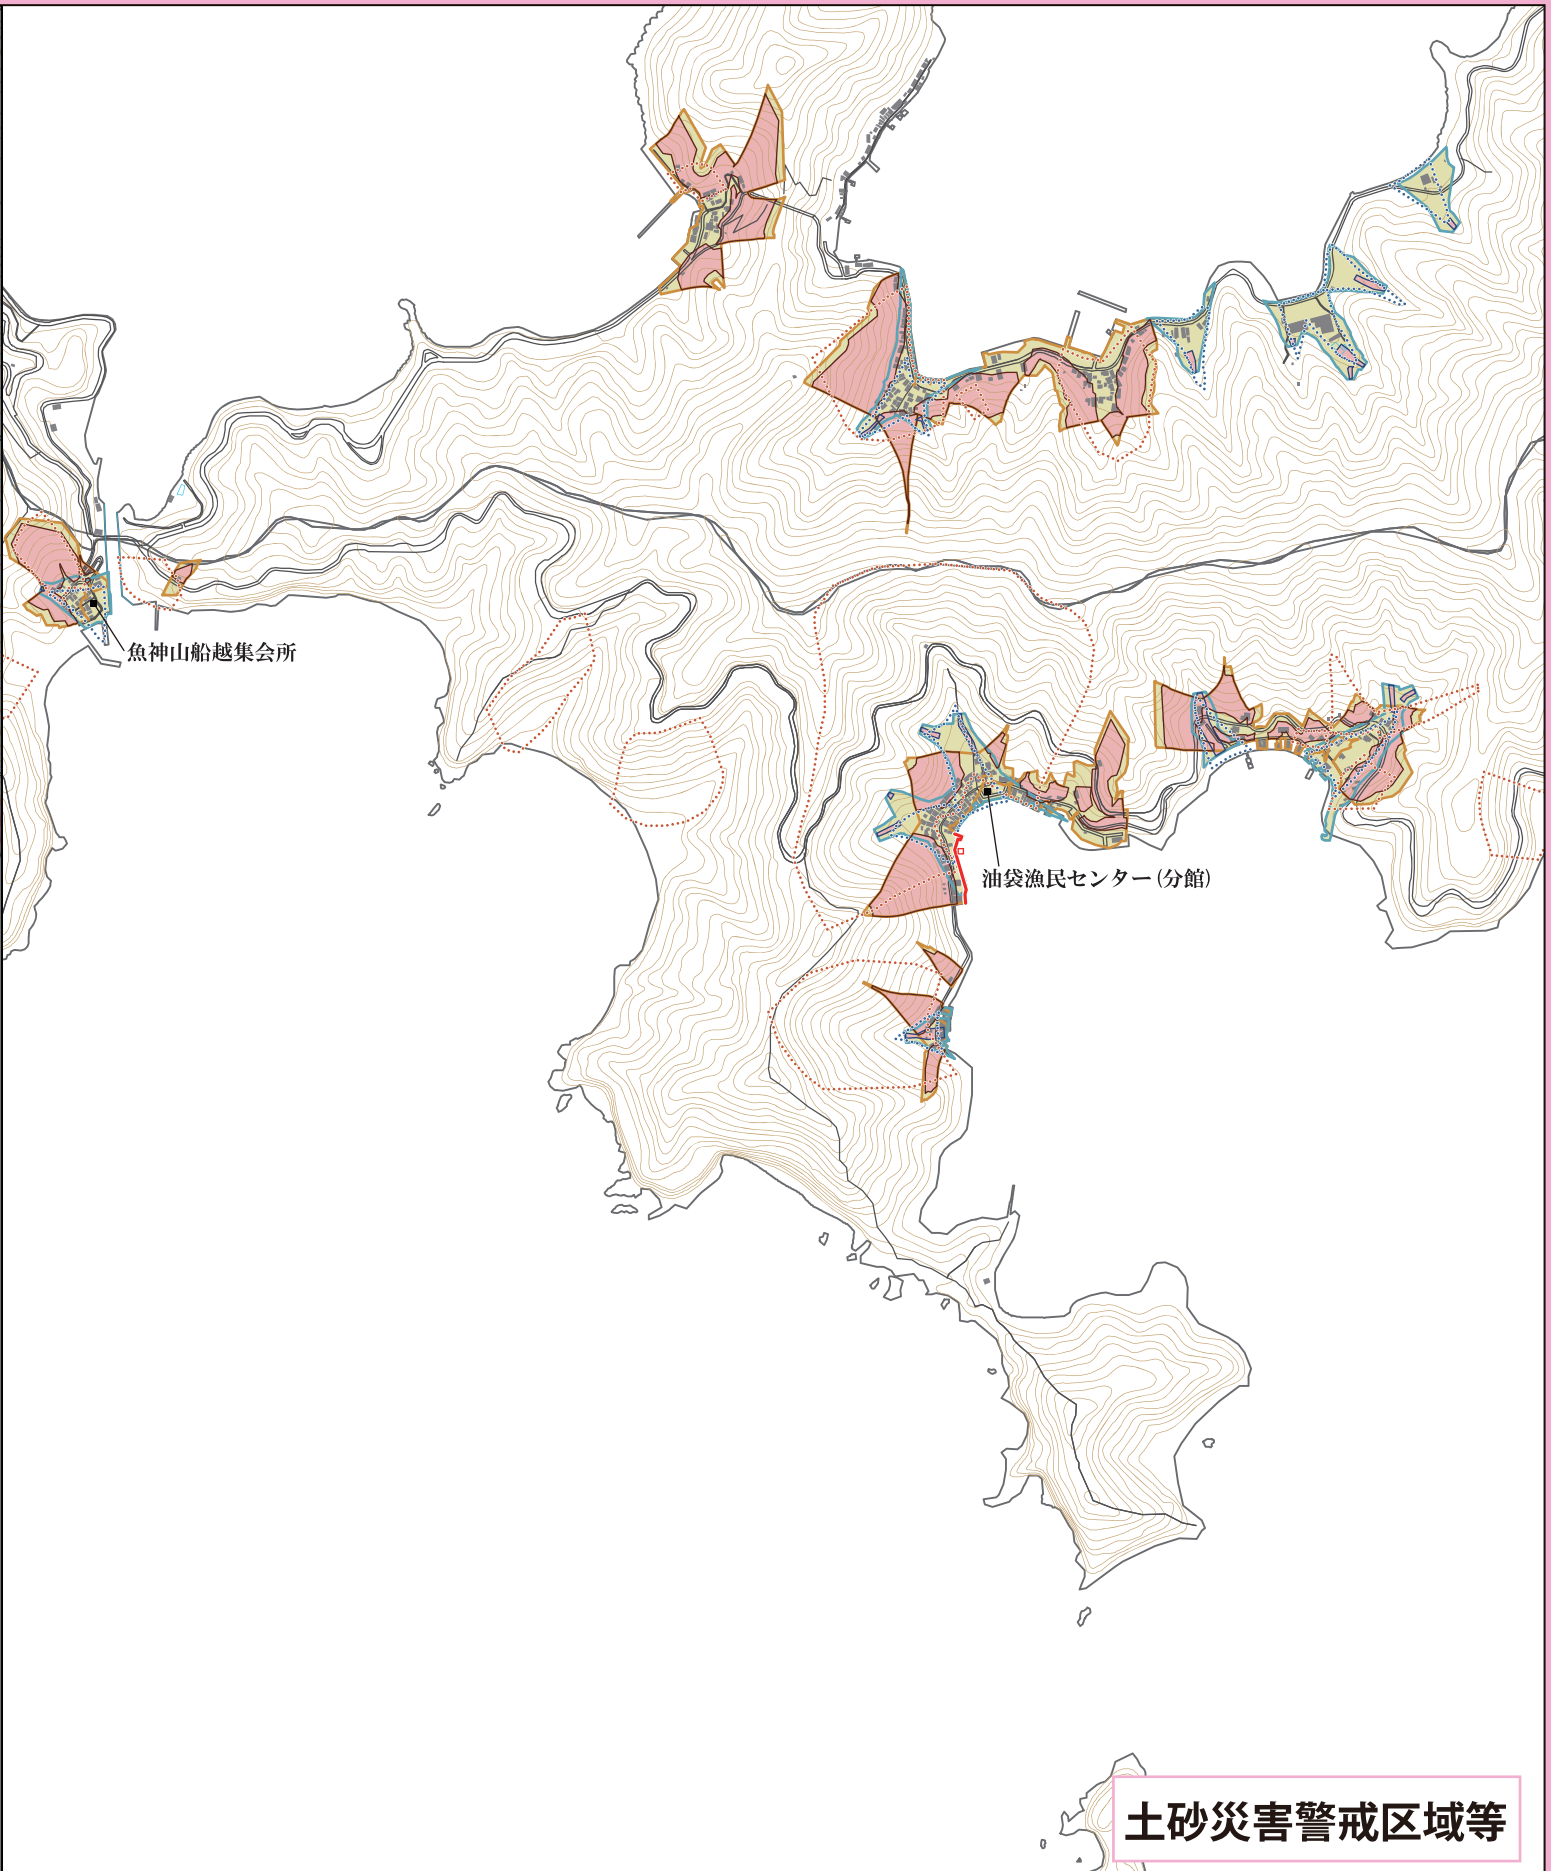 魚神山船越集会所
油袋漁民センター(分館)
土砂災害警戒区域等